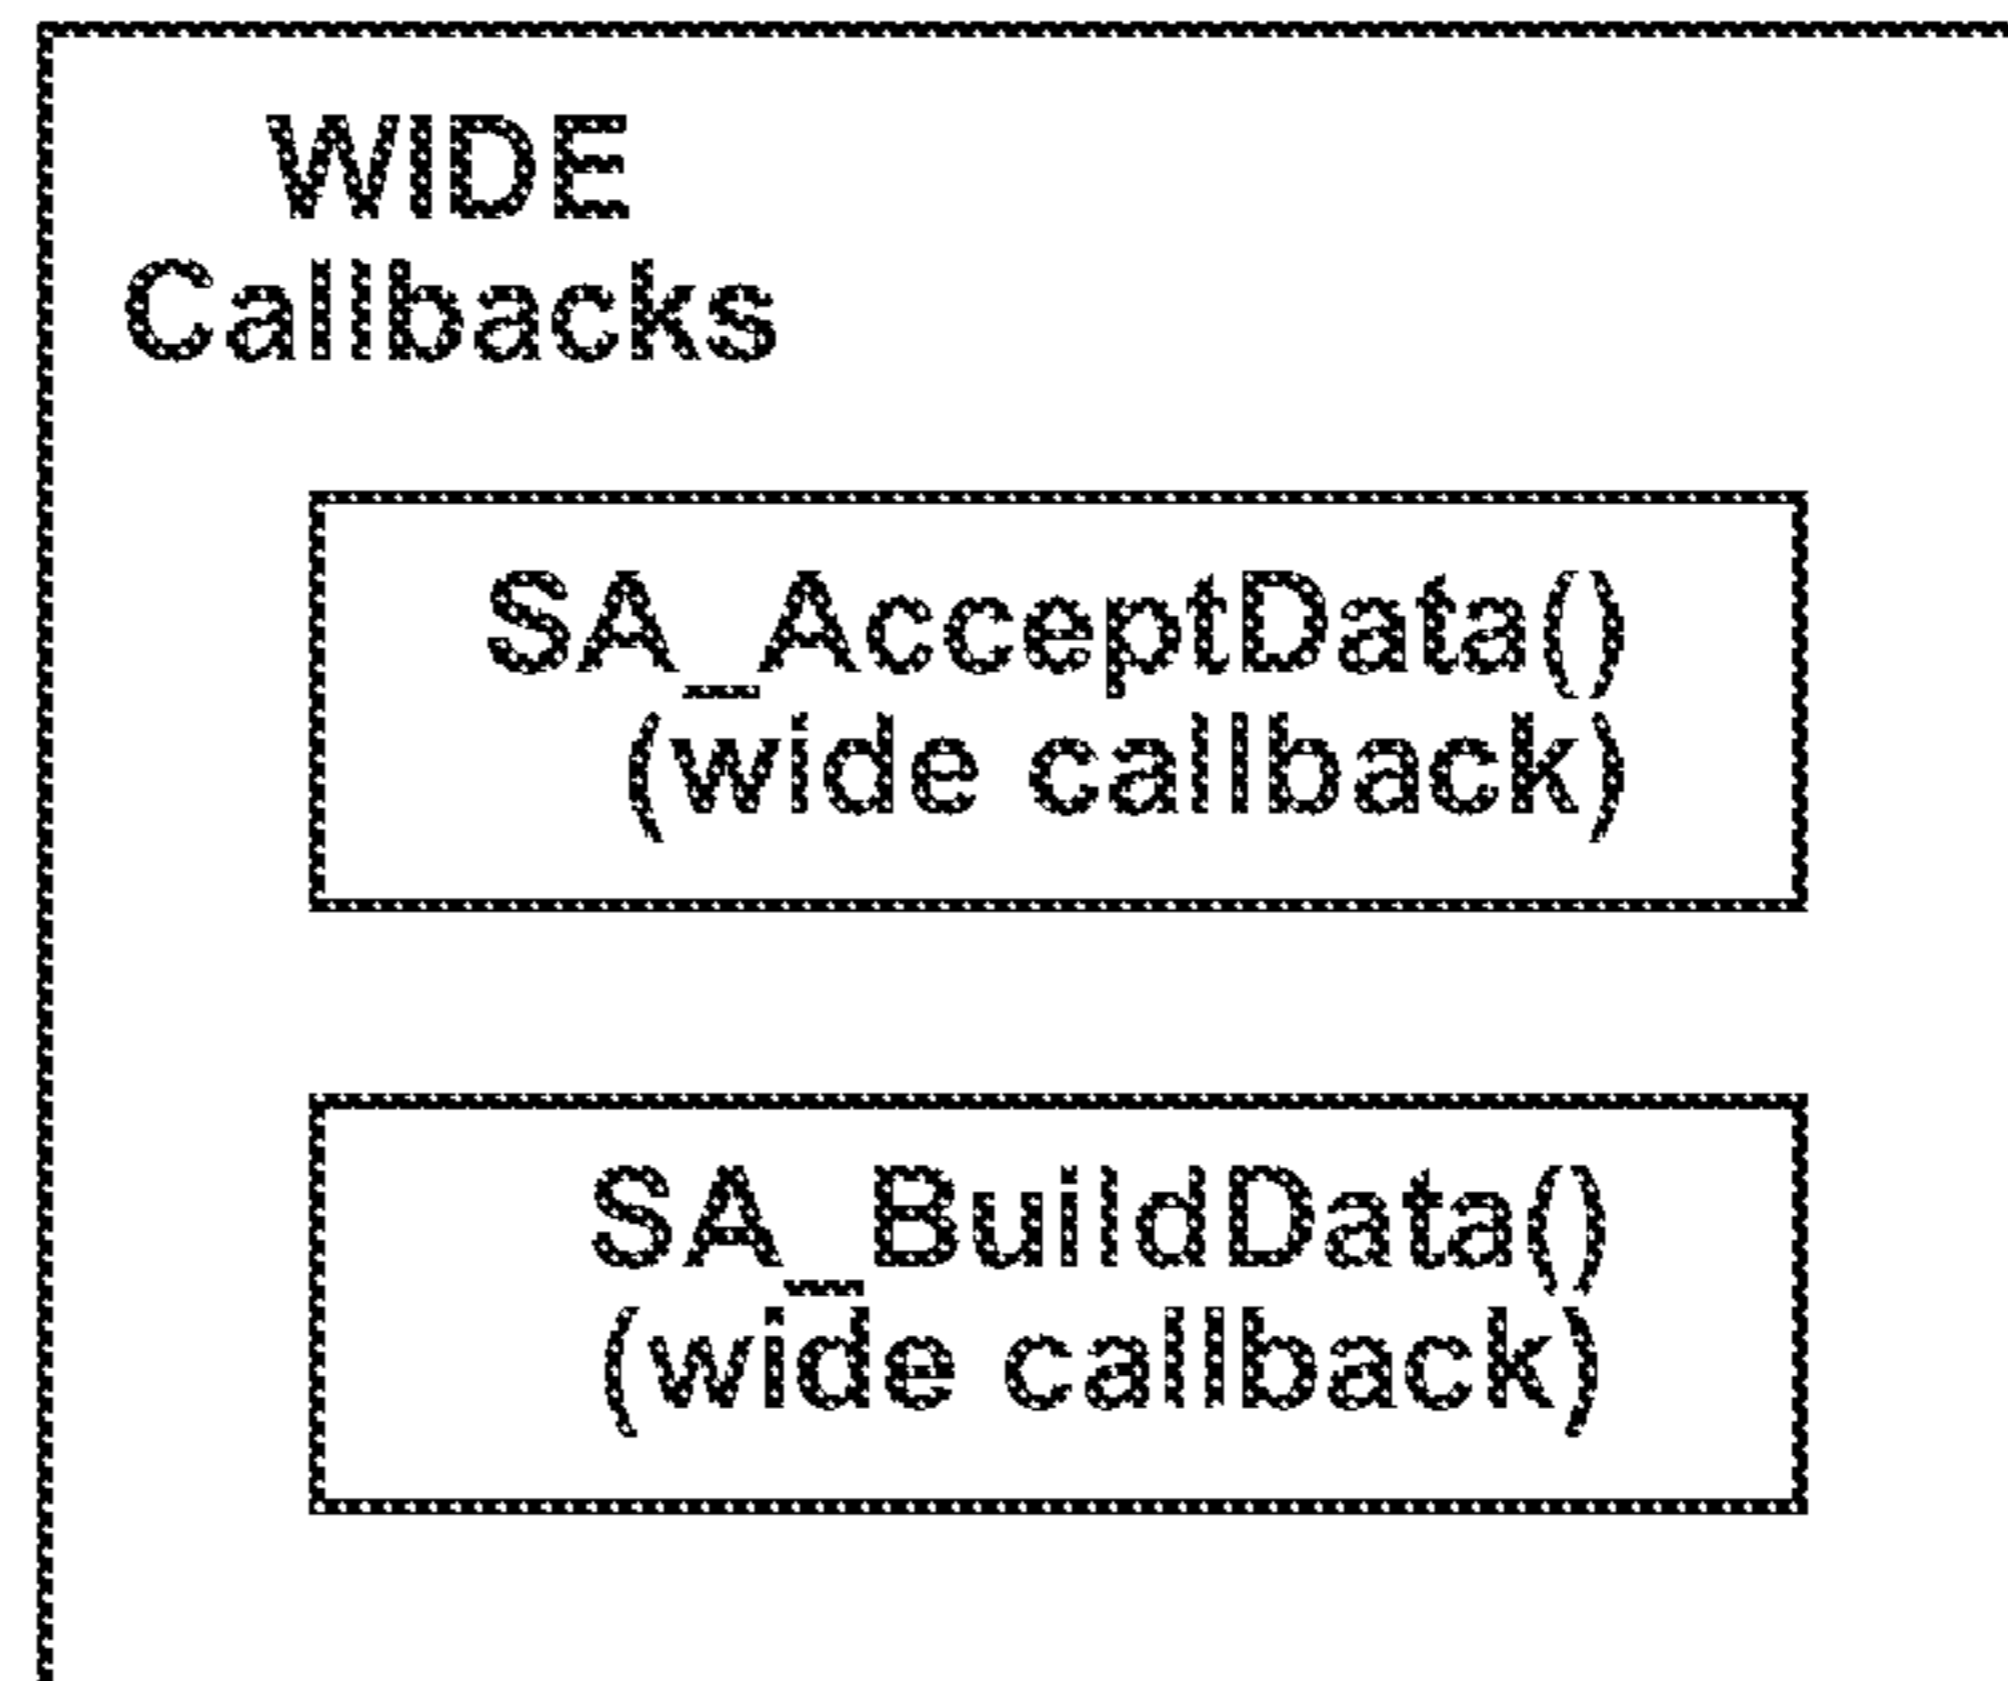 WIDE
Callbacks
SA_AcceptData()
(wide callback)
SA_BuildData()
(wide callback)